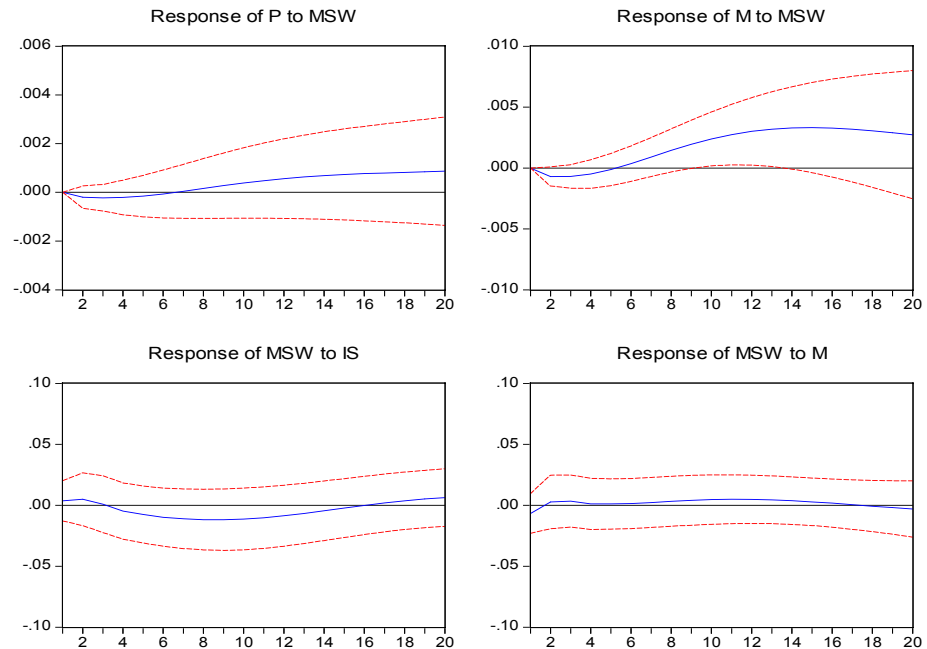 Response of P to MSW
.006
.004
.002
.000
-.002
-.004
2 4 6 8 10 12 14 16 18 20
Response of M to MSW
.010
.005
.000
-.005
-.010
2 4 6 8 10 12 14 16 18 20
Response of MSW to IS
.10
.05
.00
-.05
-.10
2 4 6 8 10 12 14 16 18 20
Response of MSW to M
.10
.05
.00
-.05
-.10
2 4 6 8 10 12 14 16 18 20